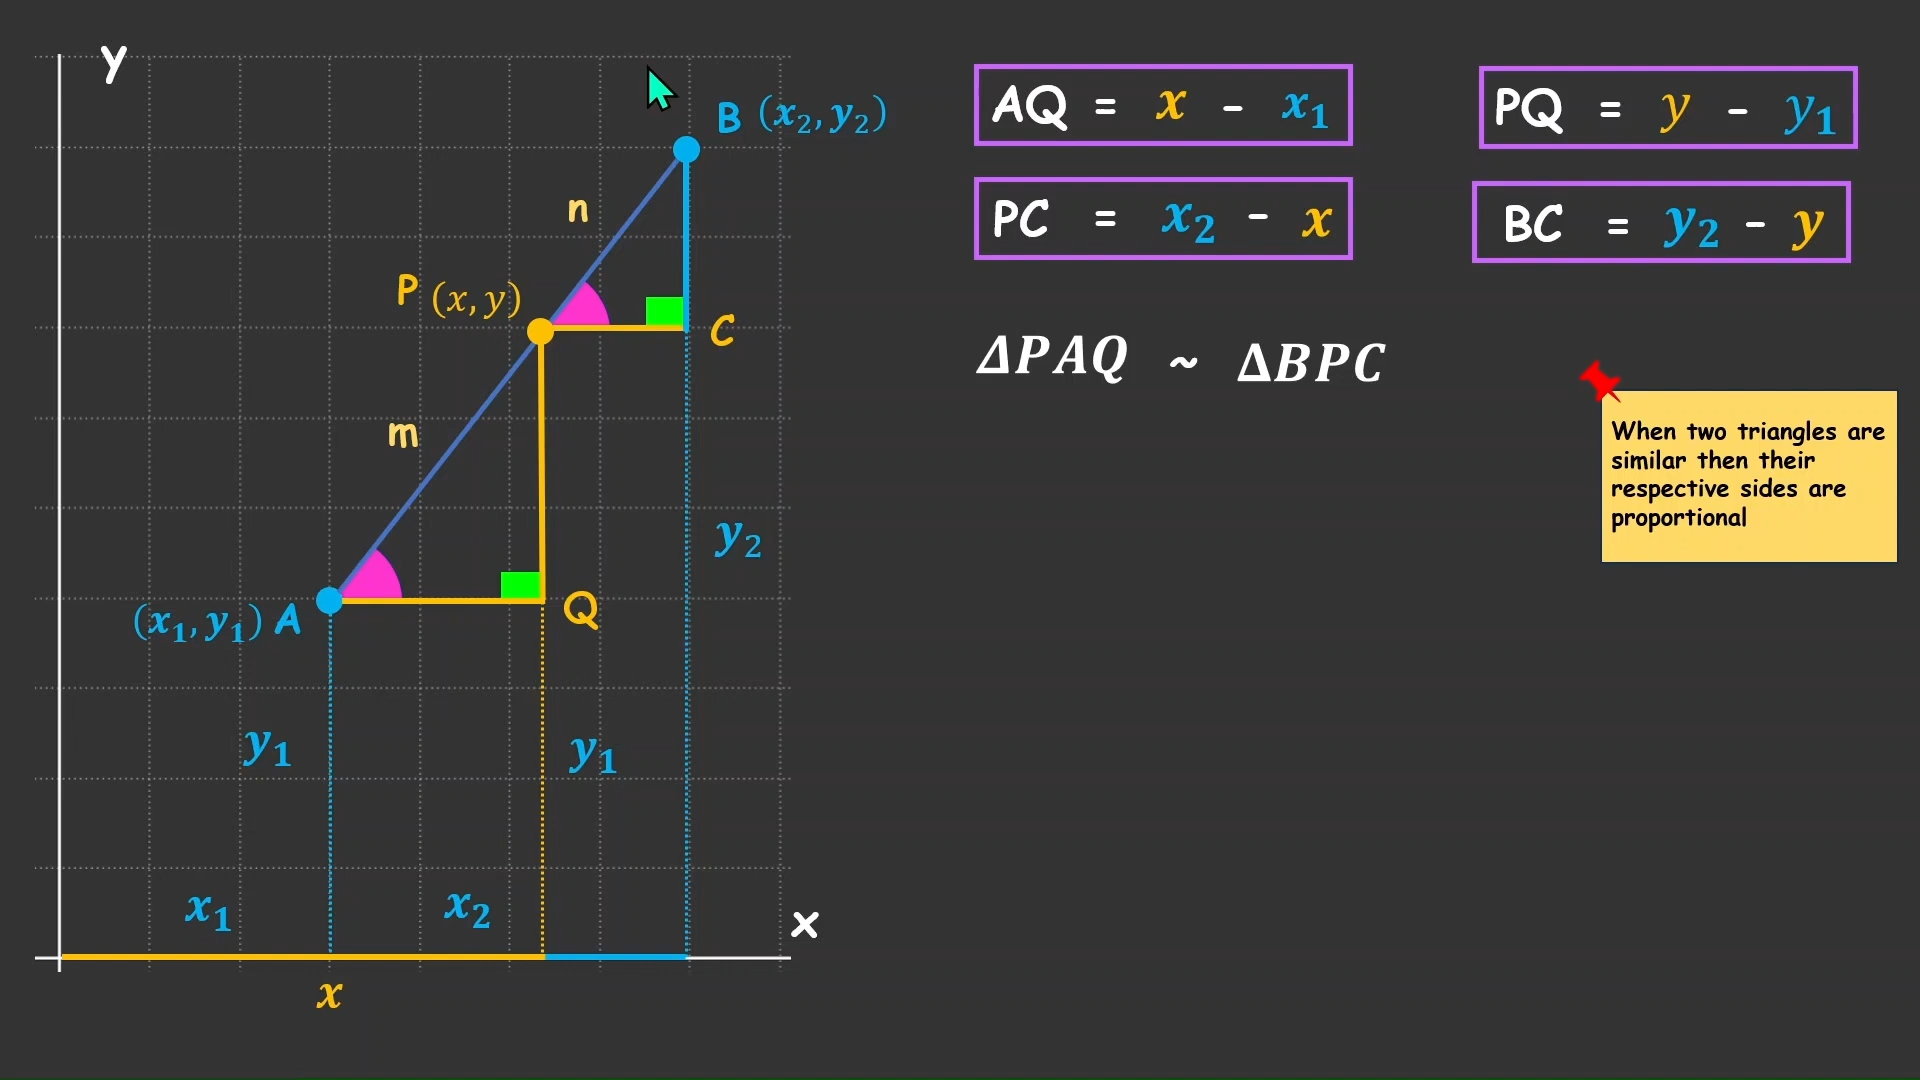 y
B (x₂, y₂)
n
P (x, y)
C
m
y₂
(x₁, y₁) A
Q
y₁
y₁
x₁
x₂
x
x
AQ = x - x₁
PQ = y - y₁
PC = x₂ - x
BC = y₂ - y
ΔPAQ ~ ΔBPC
When two triangles are
similar then their
respective sides are
proportional